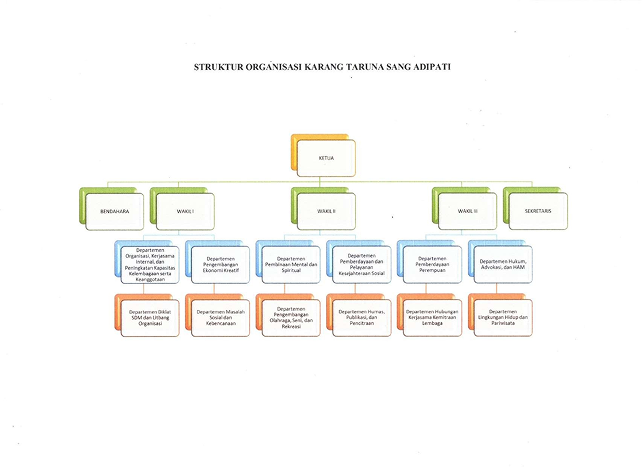 STRUKTUR ORGANISASI KARANG TARUNA SANG ADIPATI
KETUA
BENDAHARA
WAKIL I
WAKIL II
WAKIL III
SEKRETARIS
Departemen
Organisasi, Kerjasama
Internal, dan
Peningkatan Kapasitas
Kelembagaan serta
Keanggotaan
Departemen
Pengembangan
Ekonomi Kreatif
Departemen
Pembinaan Mental dan
Spiritual
Departemen
Pemberdayaan dan
Pelayanan
Kesejahteraan Sosial
Departemen
Pemberdayaan
Perempuan
Departemen Hukum,
Advokasi, dan HAM
Departemen Diklat
SDM dan Litbang
Organisasi
Departemen Masalah
Sosial dan
Kebencanaan
Departemen
Pengembangan
Olahraga, Seni, dan
Rekreasi
Departemen Humas,
Publikasi, dan
Pencitraan
Departemen Hubungan
Kerjasama Kemitraan
Lembaga
Departemen
Lingkungan Hidup dan
Pariwisata